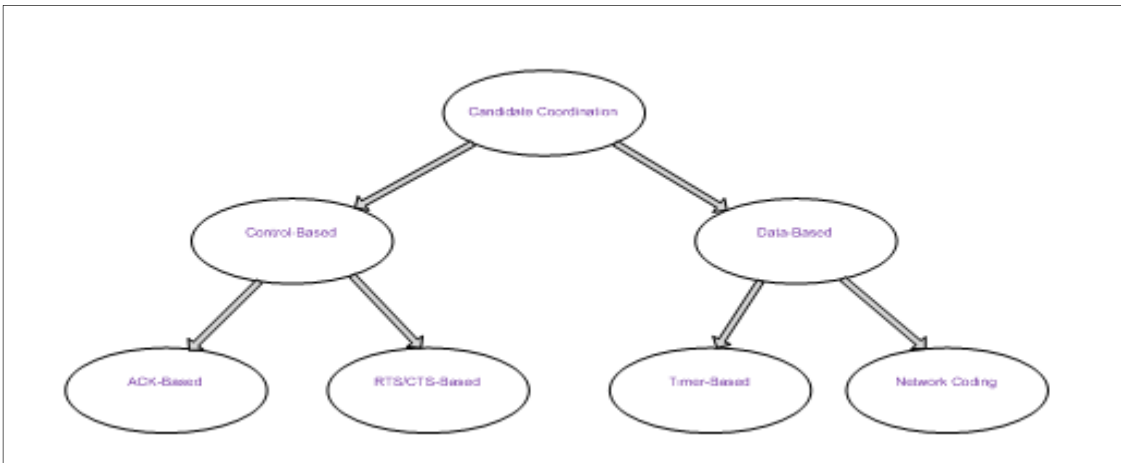 Candidate Coordination
Control-Based
Data-Based
ACK-Based
RTS/CTS-Based
Timer-Based
Network Coding